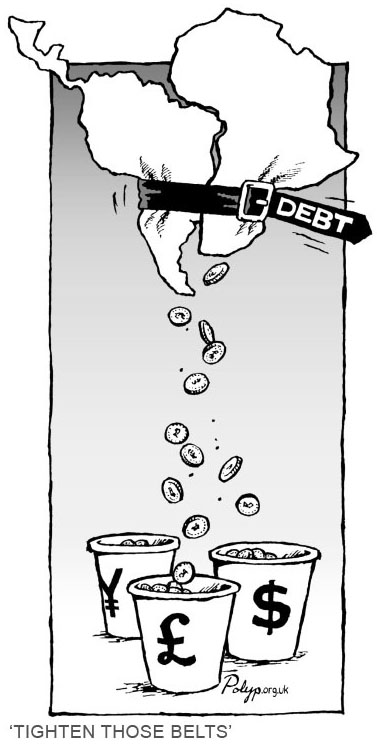 DEBT
¥
£
$
Polyp.org.uk
'TIGHTEN THOSE BELTS'